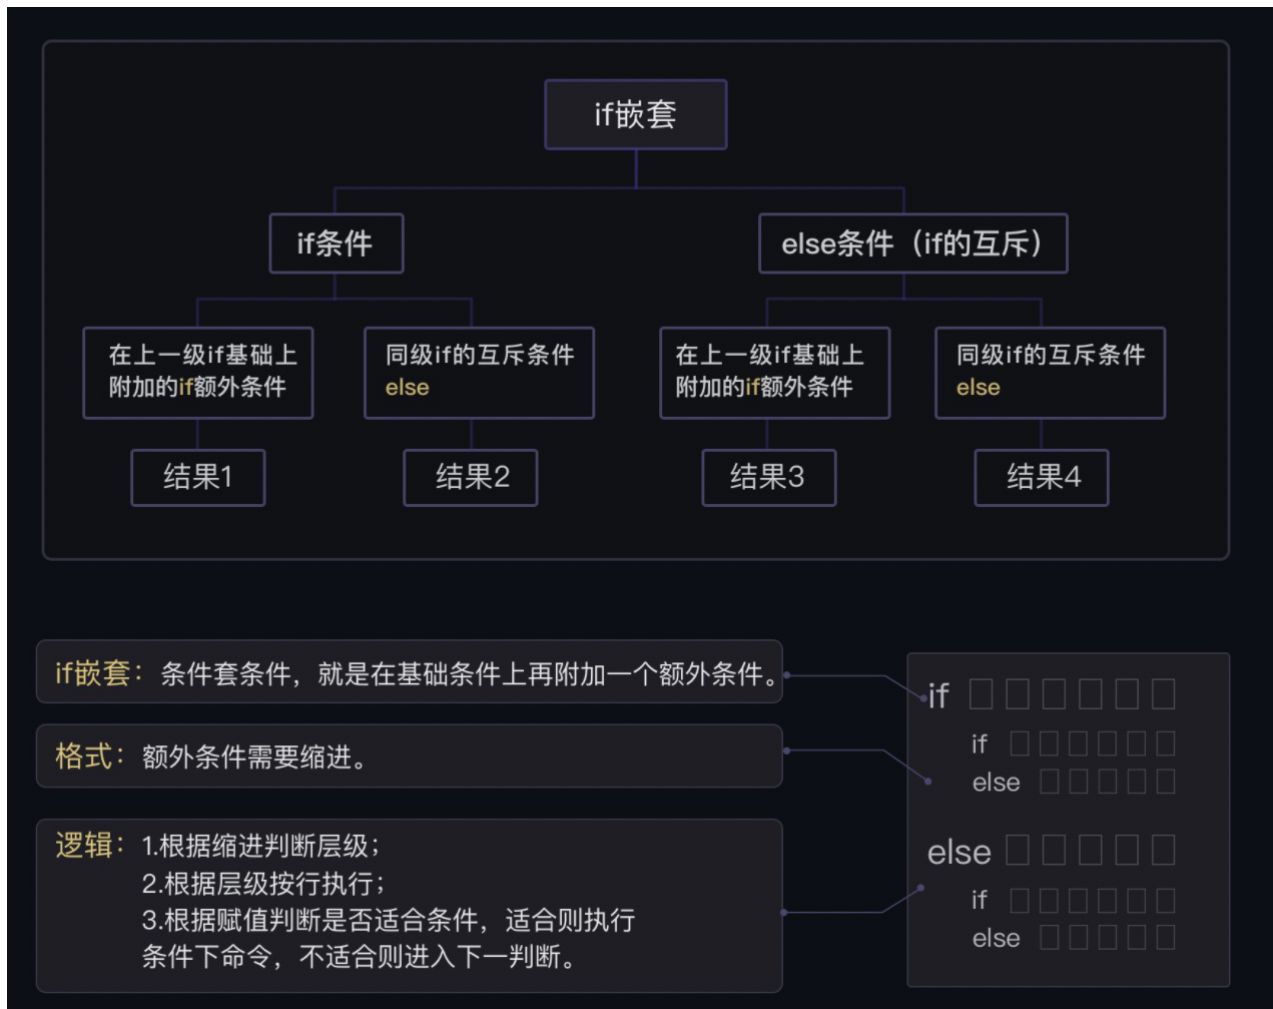 if嵌套
if条件
else条件（if的互斥）
在上一级if基础上
附加的if额外条件
同级if的互斥条件
else
在上一级if基础上
附加的if额外条件
同级if的互斥条件
else
结果1
结果2
结果3
结果4
if嵌套：条件套条件，就是在基础条件上再附加一个额外条件。
格式：额外条件需要缩进。
逻辑：1.根据缩进判断层级；
2.根据层级按行执行；
3.根据赋值判断是否适合条件，适合则执行
条件下命令，不适合则进入下一判断。
if
if
else
else
if
else